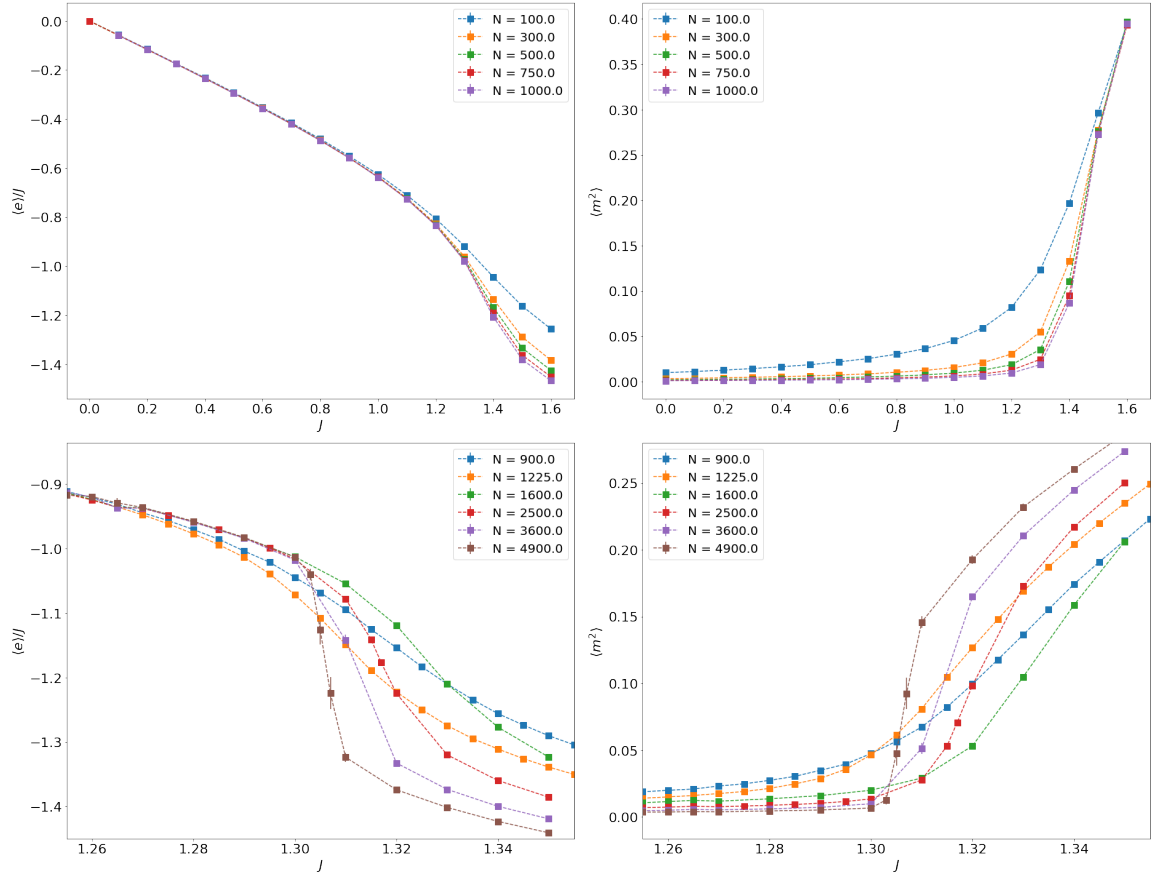 0.0
−0.2
−0.4
−0.6
−0.8
−1.0
−1.2
−1.4
⟨e⟩/J
0.0 0.2 0.4 0.6 0.8 1.0 1.2 1.4 1.6
J
N = 100.0
N = 300.0
N = 500.0
N = 750.0
N = 1000.0
0.40
0.35
0.30
0.25
0.20
0.15
0.10
0.05
0.00
⟨m²⟩
0.0 0.2 0.4 0.6 0.8 1.0 1.2 1.4 1.6
J
N = 100.0
N = 300.0
N = 500.0
N = 750.0
N = 1000.0
−0.9
−1.0
−1.1
−1.2
−1.3
−1.4
⟨e⟩/J
1.26 1.28 1.30 1.32 1.34
J
N = 900.0
N = 1225.0
N = 1600.0
N = 2500.0
N = 3600.0
N = 4900.0
0.25
0.20
0.15
0.10
0.05
0.00
⟨m²⟩
1.26 1.28 1.30 1.32 1.34
J
N = 900.0
N = 1225.0
N = 1600.0
N = 2500.0
N = 3600.0
N = 4900.0